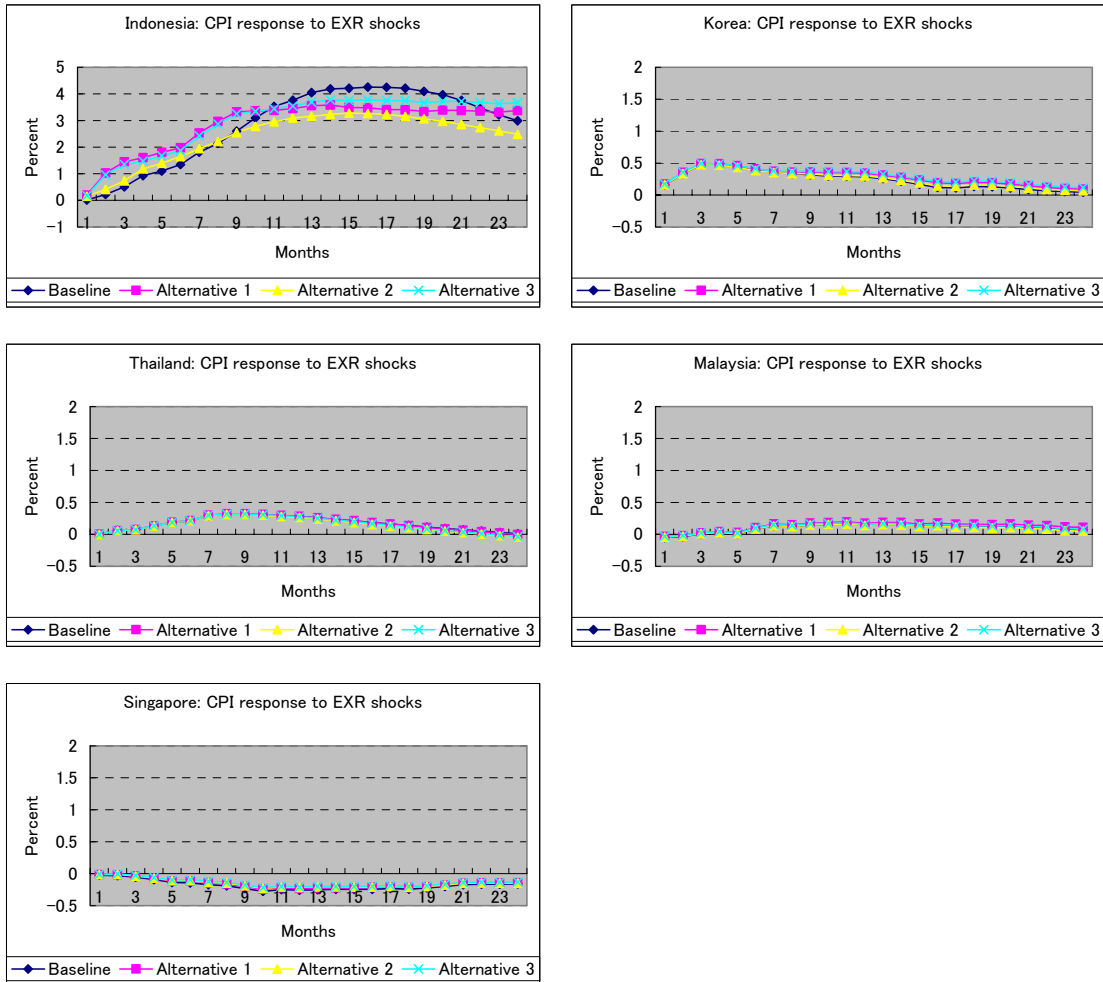 Indonesia: CPI response to EXR shocks
5
4
3
2
1
0
−1
Percent
1 3 5 7 9 11 13 15 17 19 21 23
Months
Baseline Alternative 1 Alternative 2 Alternative 3
Korea: CPI response to EXR shocks
2
1.5
1
0.5
0
−0.5
Percent
1 3 5 7 9 11 13 15 17 19 21 23
Months
Baseline Alternative 1 Alternative 2 Alternative 3
Thailand: CPI response to EXR shocks
2
1.5
1
0.5
0
−0.5
Percent
1 3 5 7 9 11 13 15 17 19 21 23
Months
Baseline Alternative 1 Alternative 2 Alternative 3
Malaysia: CPI response to EXR shocks
2
1.5
1
0.5
0
−0.5
Percent
1 3 5 7 9 11 13 15 17 19 21 23
Months
Baseline Alternative 1 Alternative 2 Alternative 3
Singapore: CPI response to EXR shocks
2
1.5
1
0.5
0
−0.5
Percent
1 3 5 7 9 11 13 15 17 19 21 23
Months
Baseline Alternative 1 Alternative 2 Alternative 3